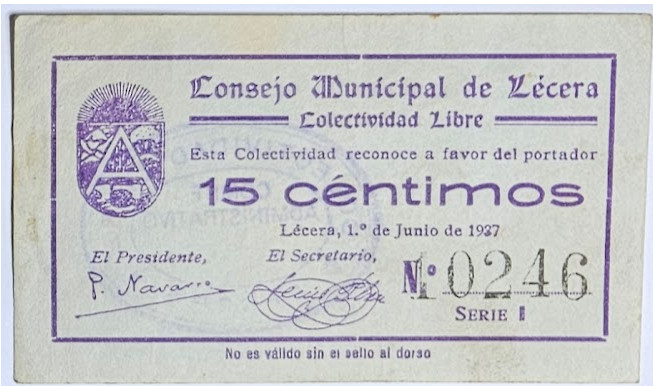 Consejo Municipal de Lécera
Colectividad Libre
Esta Colectividad reconoce a favor del portador
15 céntimos
Lécera, 1.º de Junio de 1937
El Presidente,
El Secretario,
P. Navarro
A
N.º 10246
SERIE I
No es válido sin el sello al dorso